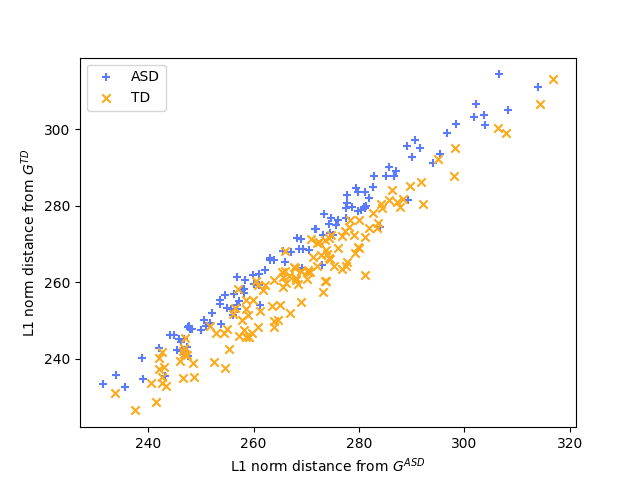 ASD
TD
L1 norm distance from G^{TD}
300
280
260
240
240 260 280 300 320
L1 norm distance from G^{ASD}